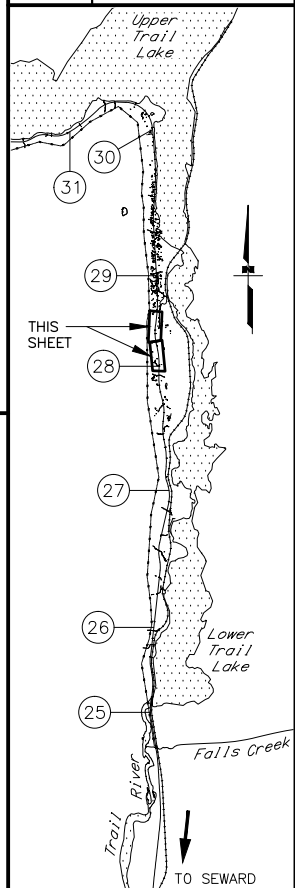 Upper
Trail
Lake
30
31
29
THIS
SHEET
28
27
26
Lower
Trail
Lake
25
Falls Creek
Trail River
TO SEWARD